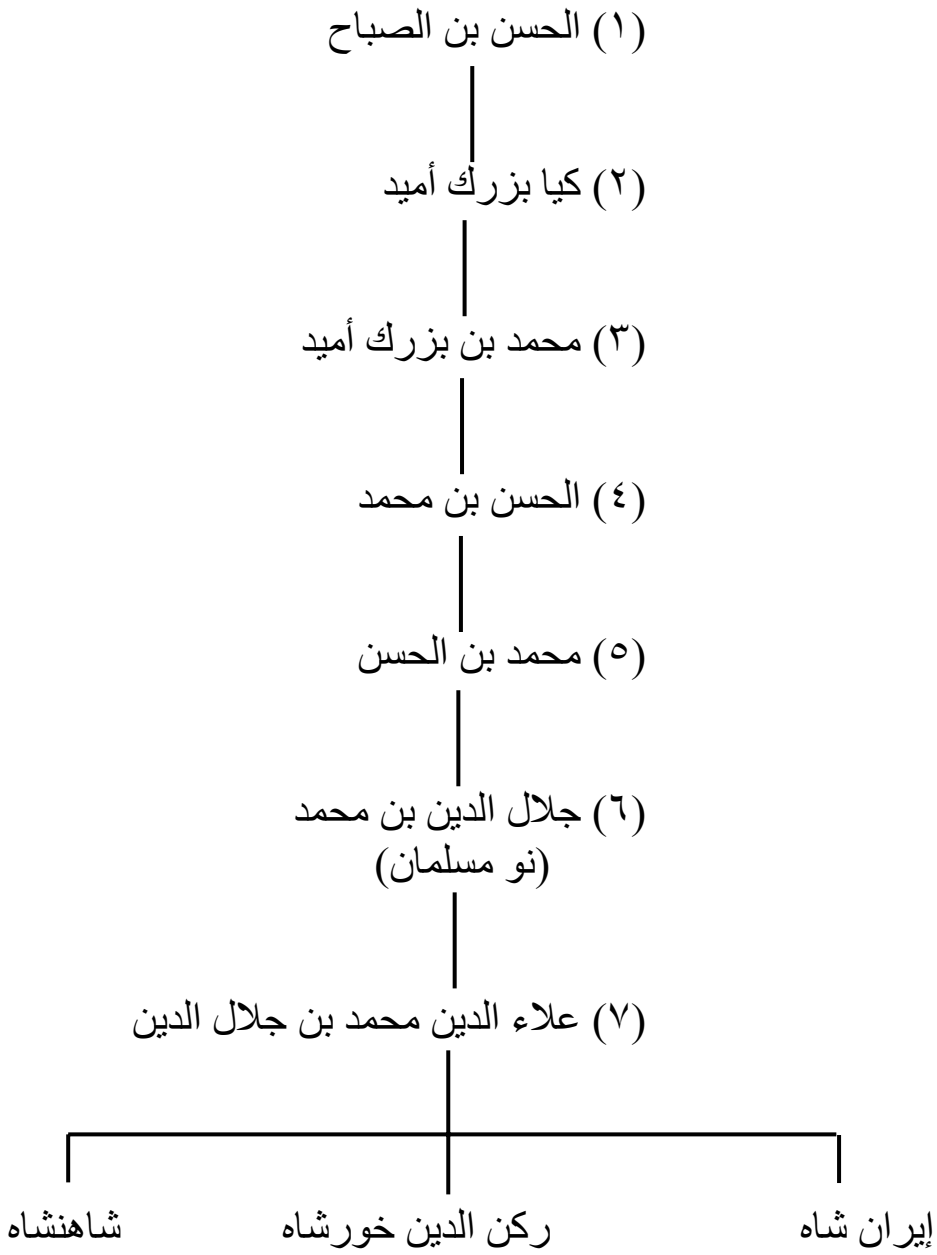 (١) الحسن بن الصباح
(٢) كيا بزرك أميد
(٣) محمد بن بزرك أميد
(٤) الحسن بن محمد
(٥) محمد بن الحسن
(٦) جلال الدين بن محمد
(نو مسلمان)
(٧) علاء الدين محمد بن جلال الدين
إيران شاه ركن الدين خورشاه شاهنشاه